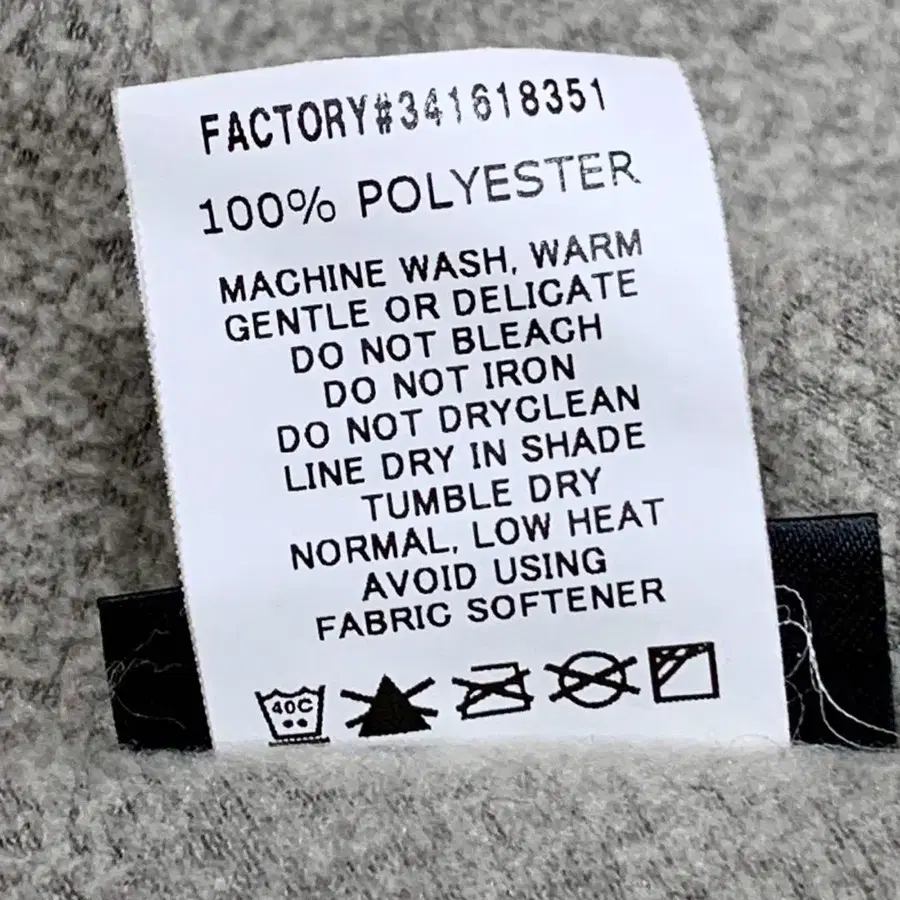 FACTORY#341618351
100% POLYESTER
MACHINE WASH, WARM
GENTLE OR DELICATE
DO NOT BLEACH
DO NOT IRON
DO NOT DRYCLEAN
LINE DRY IN SHADE
TUMBLE DRY
NORMAL, LOW HEAT
AVOID USING
FABRIC SOFTENER
40C